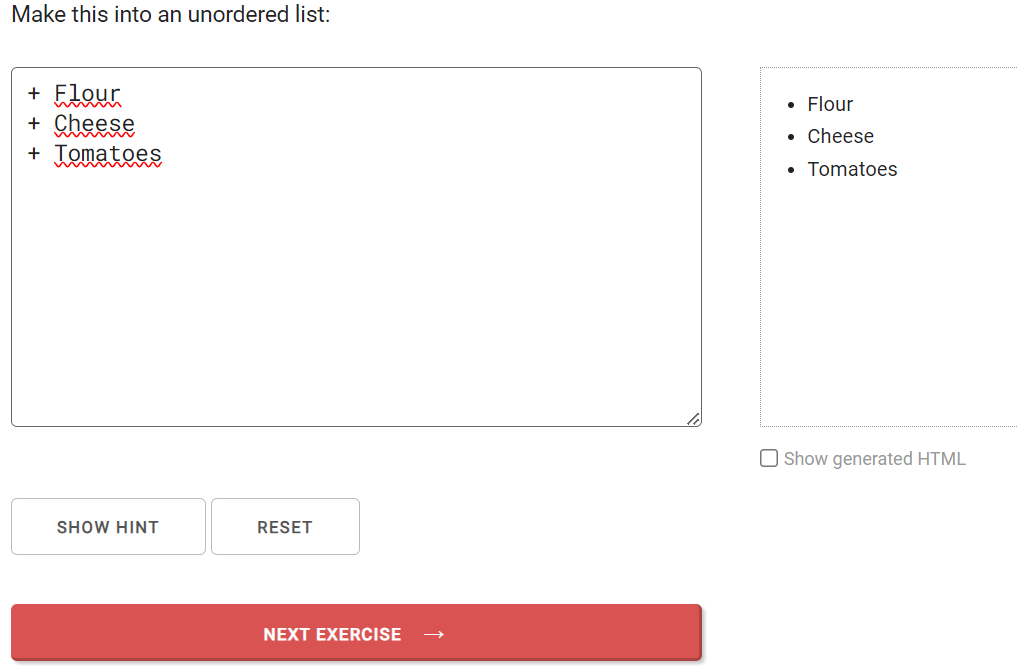 Make this into an unordered list:
+ Flour
+ Cheese
+ Tomatoes
• Flour
• Cheese
• Tomatoes
Show generated HTML
SHOW HINT
RESET
NEXT EXERCISE →